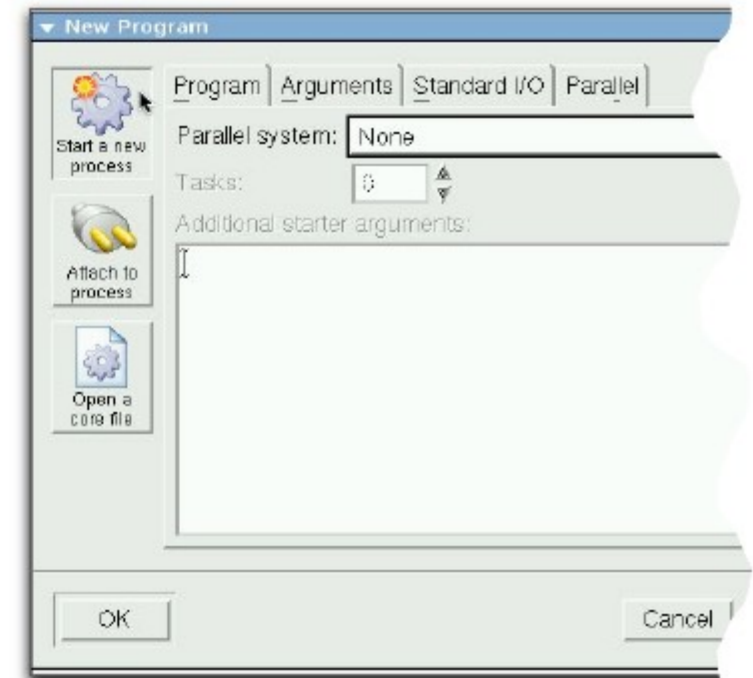 New Program
Start a new
process
Attach to
process
Open a
core file
Program Arguments Standard I/O Parallel
Parallel system: None
Tasks: 0
Additional starter arguments:
OK Cancel